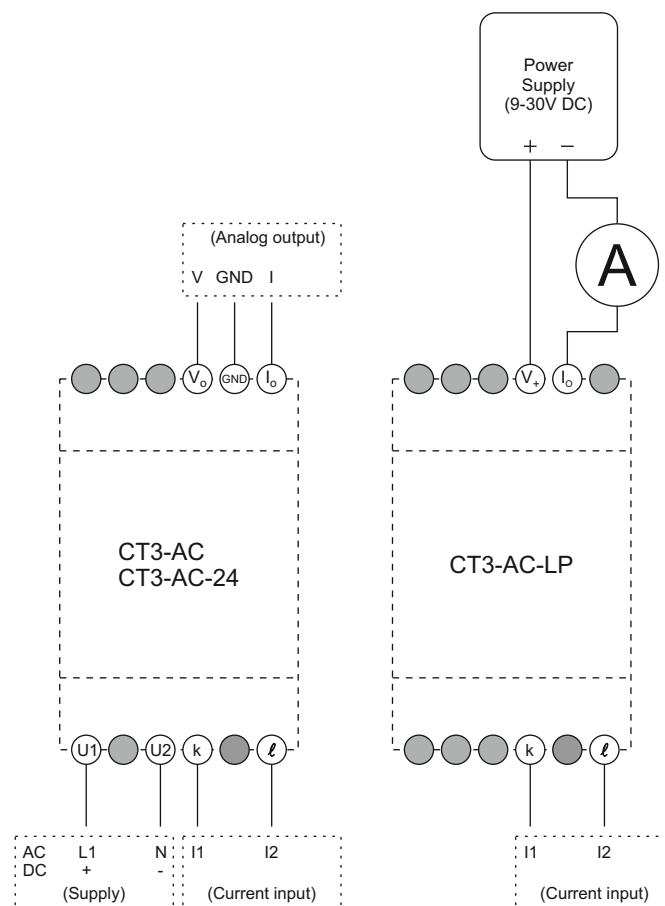 Power
Supply
(9-30V DC)
+ −
(Analog output)
V GND I
Vo GND Io
V+ Io
CT3-AC
CT3-AC-24
CT3-AC-LP
U1 U2 k ℓ
k ℓ
AC L1 N
DC + -
(Supply)
I1 I2
(Current input)
I1 I2
(Current input)
A